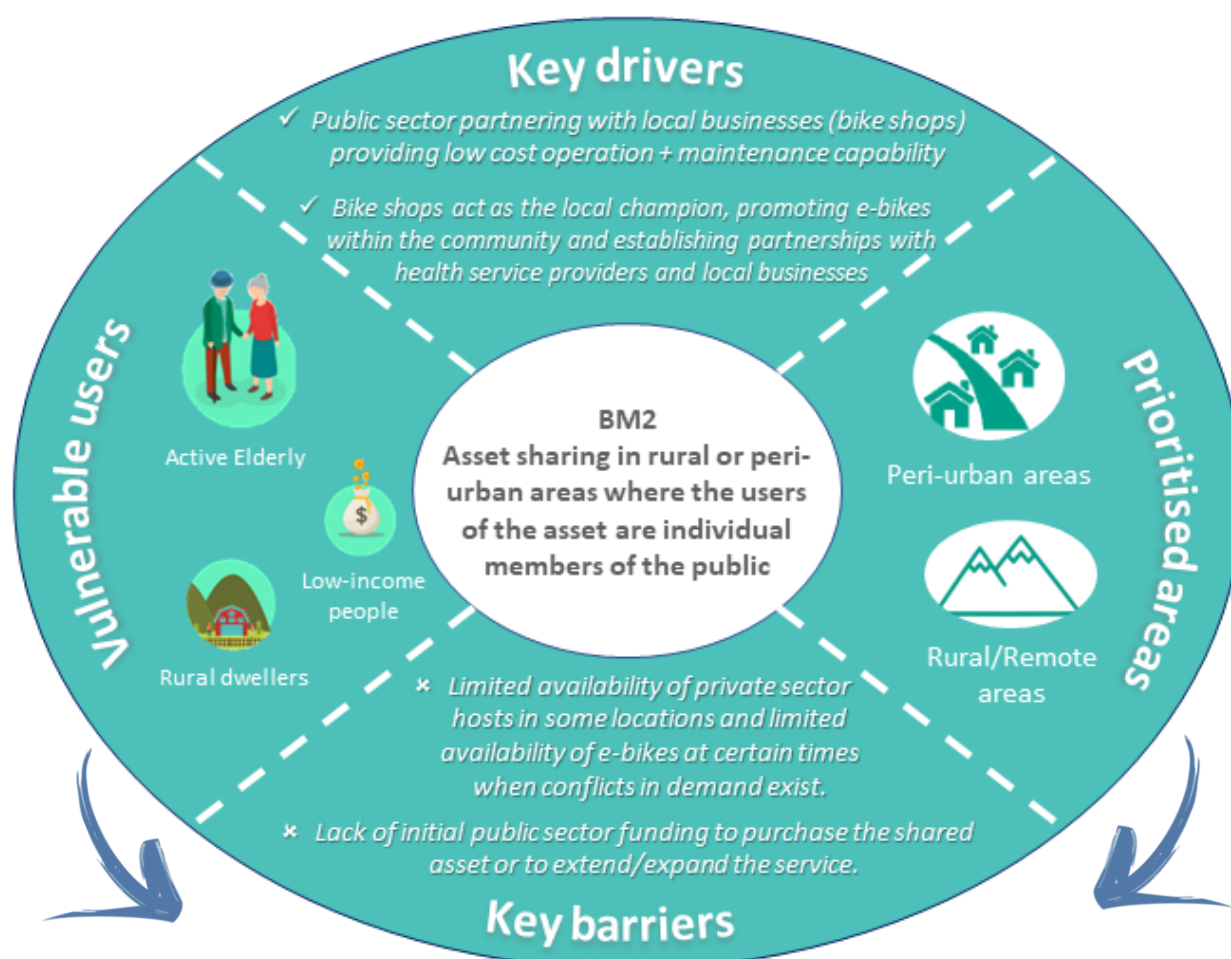 Key drivers
✓ Public sector partnering with local businesses (bike shops)
providing low cost operation + maintenance capability
✓ Bike shops act as the local champion, promoting e-bikes
within the community and establishing partnerships with
health service providers and local businesses
Vulnerable users
Active Elderly
$
Low-income
people
Rural dwellers
BM2
Asset sharing in rural or peri-
urban areas where the users
of the asset are individual
members of the public
Prioritised areas
Peri-urban areas
Rural/Remote
areas
× Limited availability of private sector
hosts in some locations and limited
availability of e-bikes at certain times
when conflicts in demand exist.
× Lack of initial public sector funding to purchase the shared
asset or to extend/expand the service.
Key barriers